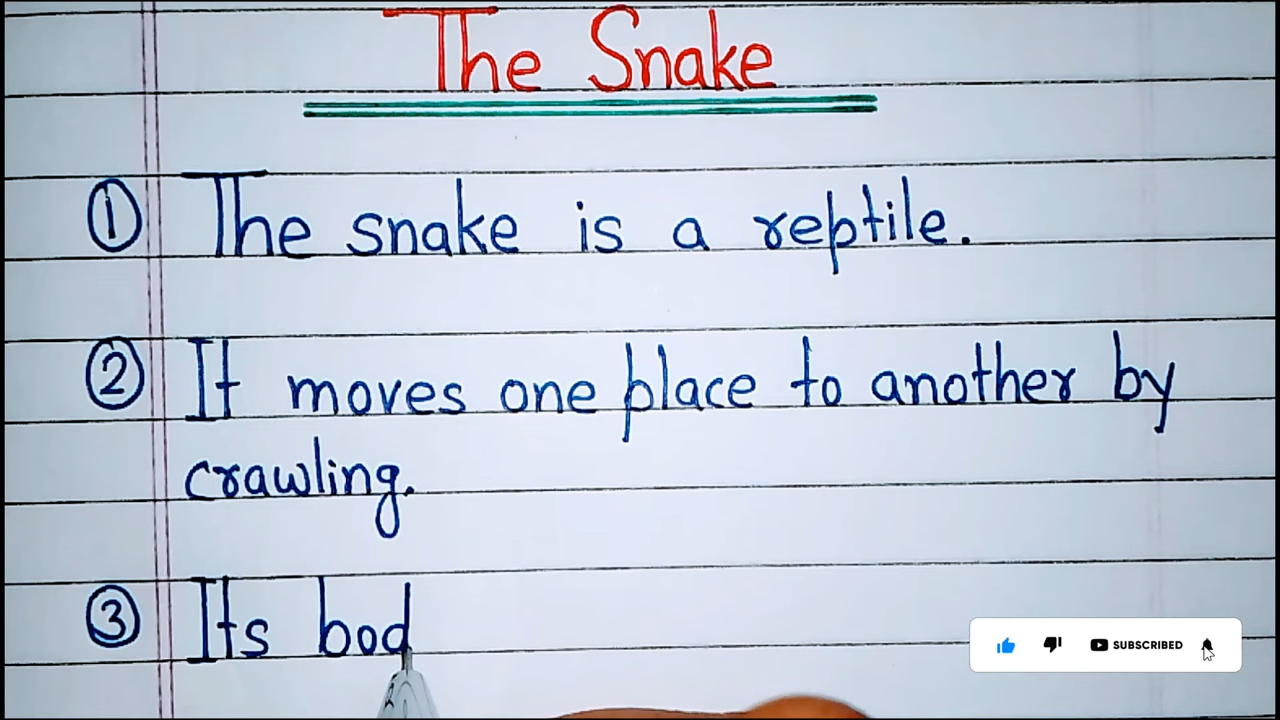 The Snake
① The snake is a reptile.
② It moves one place to another by
crawling.
③ Its bod
SUBSCRIBED